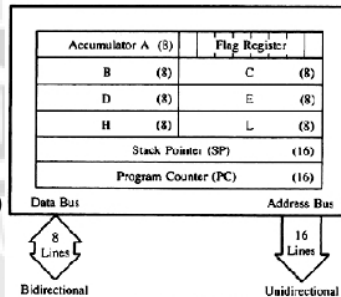 Accumulator A (8) Flag Register
B (8) C (8)
D (8) E (8)
H (8) L (8)
Stack Pointer (SP) (16)
Program Counter (PC) (16)
Data Bus Address Bus
8 Lines 16 Lines
Bidirectional Unidirectional